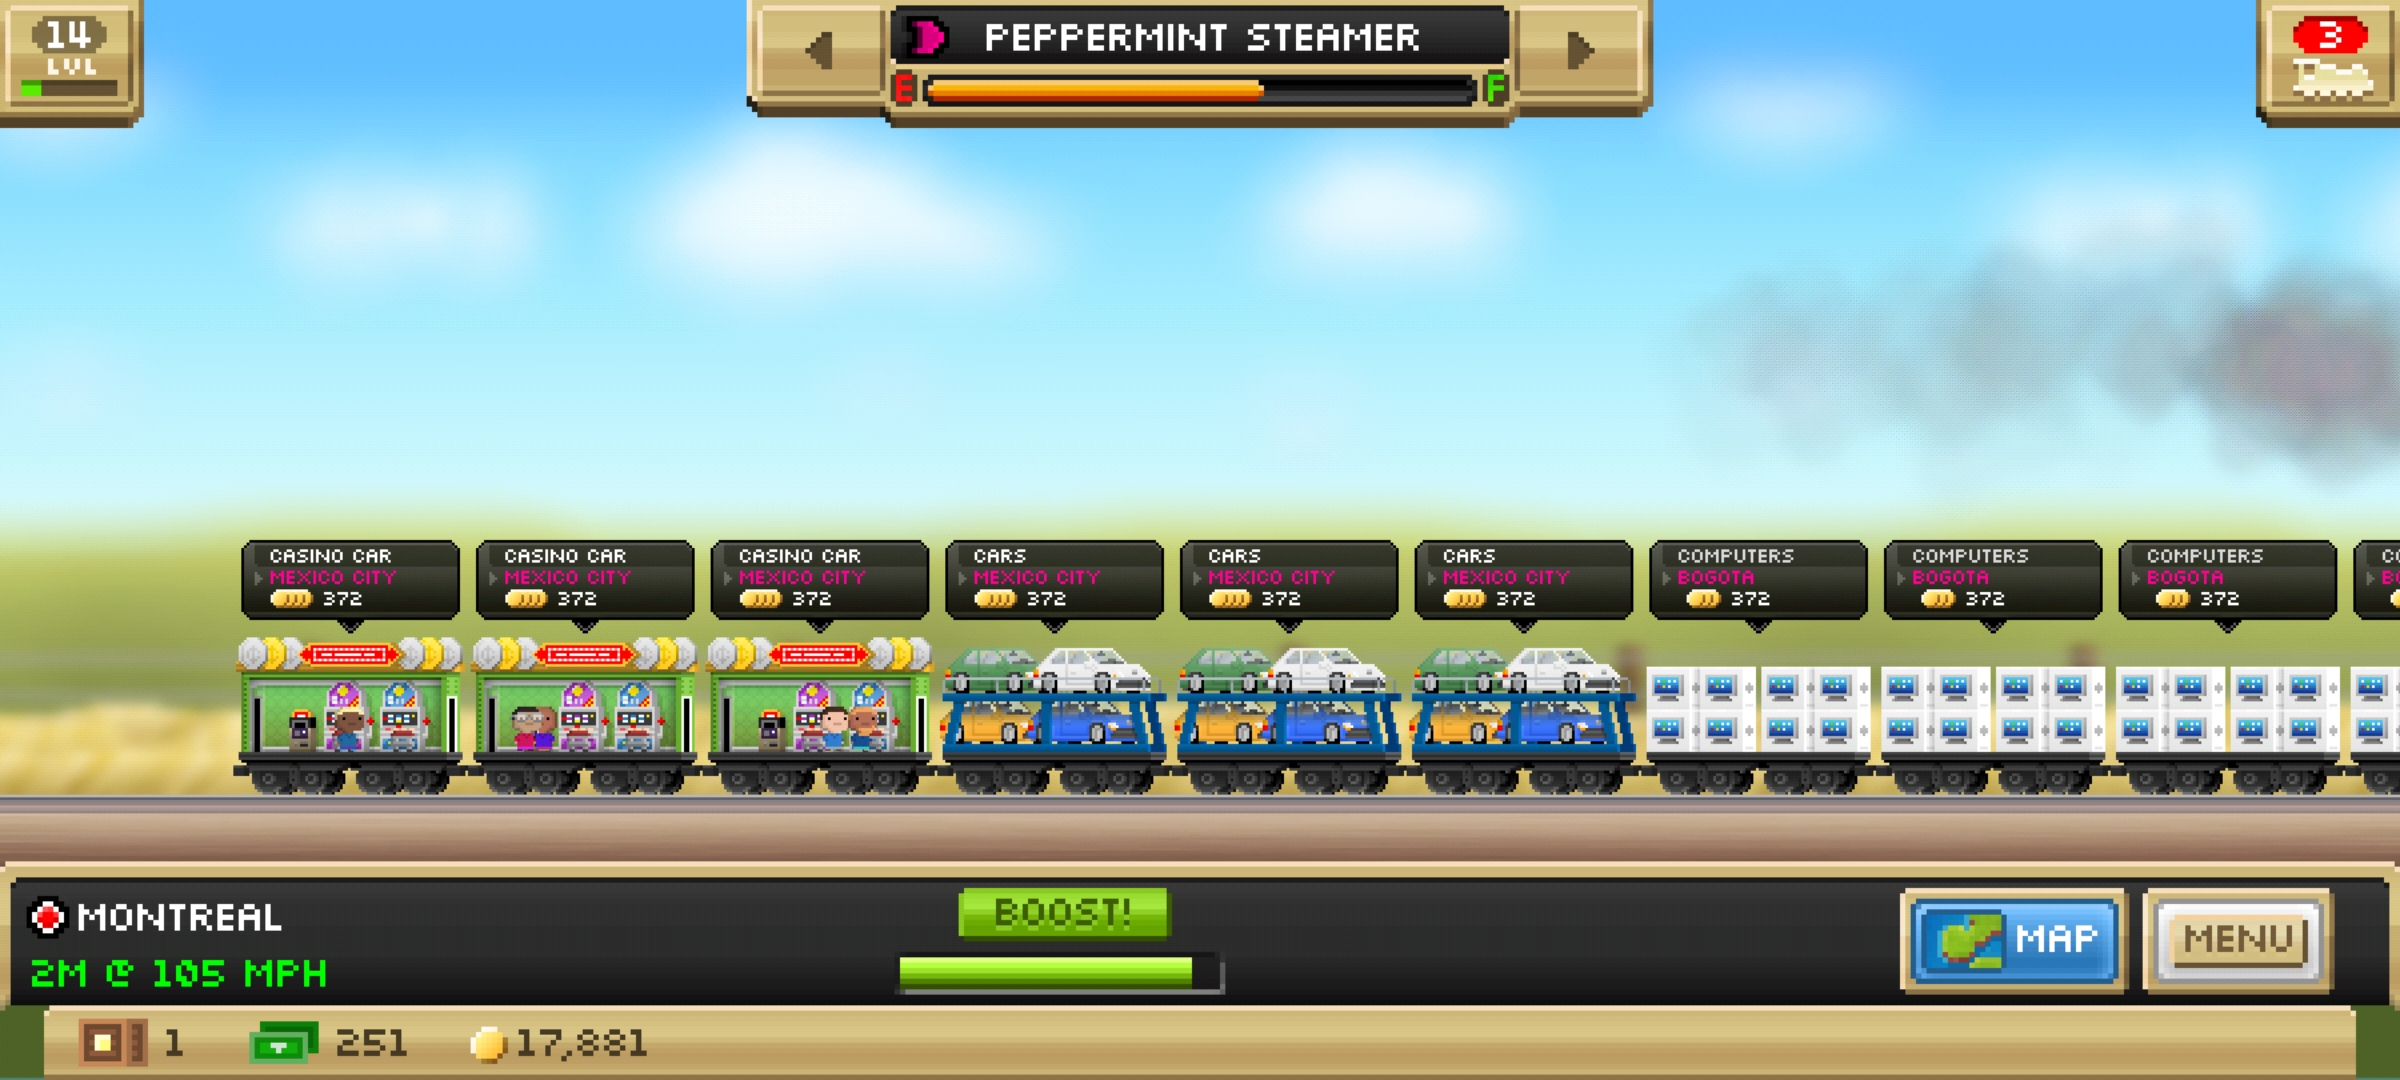 14
LVL
PEPPERMINT STEAMER
E
F
3
CASINO CAR
MEXICO CITY
372
CASINO CAR
MEXICO CITY
372
CASINO CAR
MEXICO CITY
372
CARS
MEXICO CITY
372
CARS
MEXICO CITY
372
CARS
MEXICO CITY
372
COMPUTERS
BOGOTA
372
COMPUTERS
BOGOTA
372
COMPUTERS
BOGOTA
372
MONTREAL
2M @ 105 MPH
BOOST!
MAP
MENU
1
251
17,881